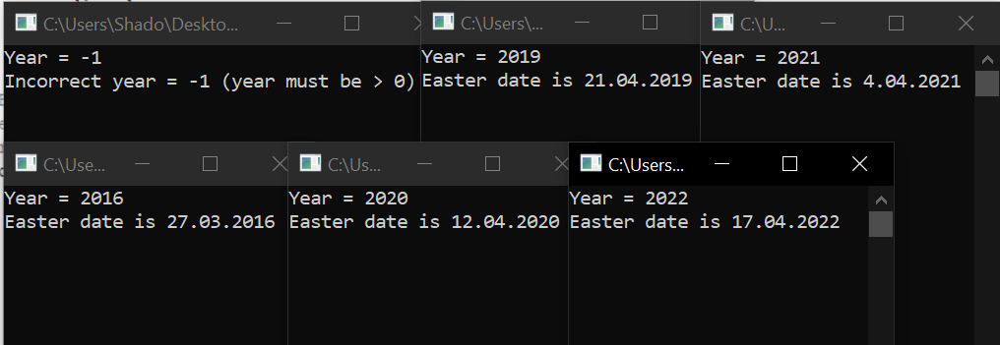 C:\Users\Shado\Deskto...
Year = -1
Incorrect year = -1 (year must be > 0)
C:\Users\...
Year = 2019
Easter date is 21.04.2019
C:\U...
Year = 2021
Easter date is 4.04.2021
C:\Use...
Year = 2016
Easter date is 27.03.2016
C:\Us...
Year = 2020
Easter date is 12.04.2020
C:\Users...
Year = 2022
Easter date is 17.04.2022